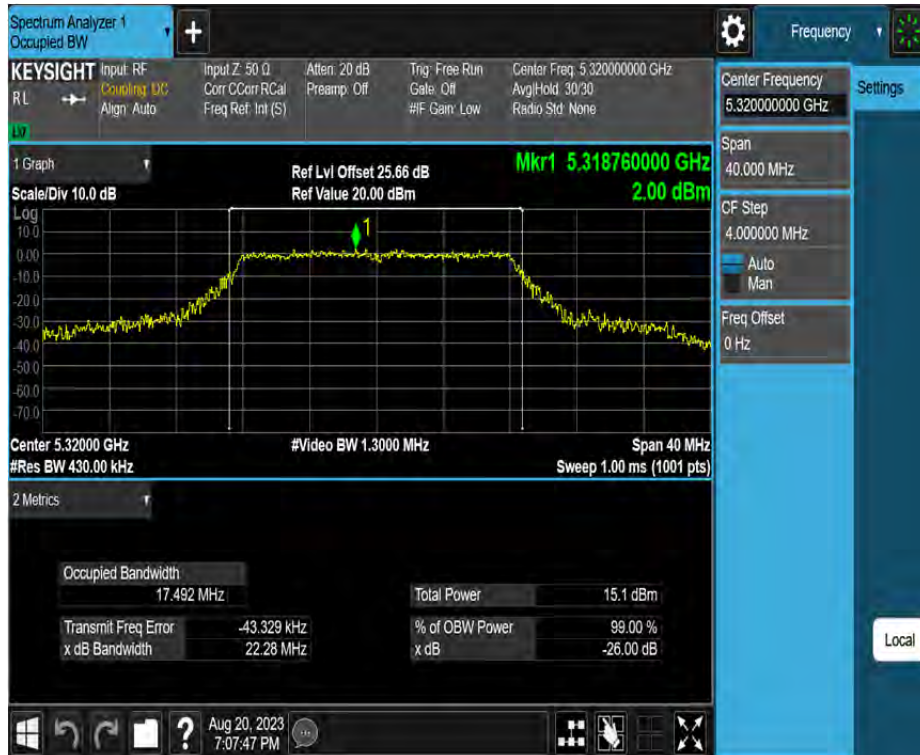 Spectrum Analyzer 1
Occupied BW
Frequency
KEYSIGHT
RL
Input: RF
Coupling: DC
Align: Auto
Input Z: 50 Ω
Corr CCorr RCal
Freq Ref: Int (S)
Atten: 20 dB
Preamp: Off
Trig: Free Run
Gate: Off
#IF Gain: Low
Center Freq: 5.320000000 GHz
Avg|Hold: 30/30
Radio Std: None
Center Frequency
5.320000000 GHz
Settings
Span
40.000 MHz
CF Step
4.000000 MHz
Auto
Man
Freq Offset
0 Hz
1 Graph
Scale/Div 10.0 dB
Ref Lvl Offset 25.66 dB
Ref Value 20.00 dBm
Mkr1 5.318760000 GHz
2.00 dBm
Log
10.0
0.00
-10.0
-20.0
-30.0
-40.0
-50.0
-60.0
-70.0
1
Center 5.32000 GHz
#Res BW 430.00 kHz
#Video BW 1.3000 MHz
Span 40 MHz
Sweep 1.00 ms (1001 pts)
2 Metrics
Occupied Bandwidth
17.492 MHz
Transmit Freq Error -43.329 kHz
x dB Bandwidth 22.28 MHz
Total Power 15.1 dBm
% of OBW Power 99.00 %
x dB -26.00 dB
Local
?
Aug 20, 2023
7:07:47 PM